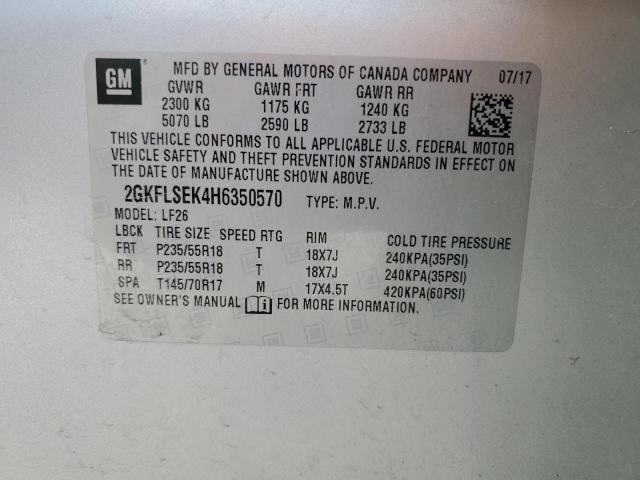 GM MFD BY GENERAL MOTORS OF CANADA COMPANY 07/17
GVWR GAWR FRT GAWR RR
2300 KG 1175 KG 1240 KG
5070 LB 2590 LB 2733 LB
THIS VEHICLE CONFORMS TO ALL APPLICABLE U.S. FEDERAL MOTOR
VEHICLE SAFETY AND THEFT PREVENTION STANDARDS IN EFFECT ON
THE DATE OF MANUFACTURE SHOWN ABOVE.
2GKFLSEK4H6350570 TYPE: M.P.V.
MODEL: LF26
LBCK TIRE SIZE SPEED RTG RIM COLD TIRE PRESSURE
FRT P235/55R18 T 18X7J 240KPA(35PSI)
RR P235/55R18 T 18X7J 240KPA(35PSI)
SPA T145/70R17 M 17X4.5T 420KPA(60PSI)
SEE OWNER'S MANUAL FOR MORE INFORMATION.